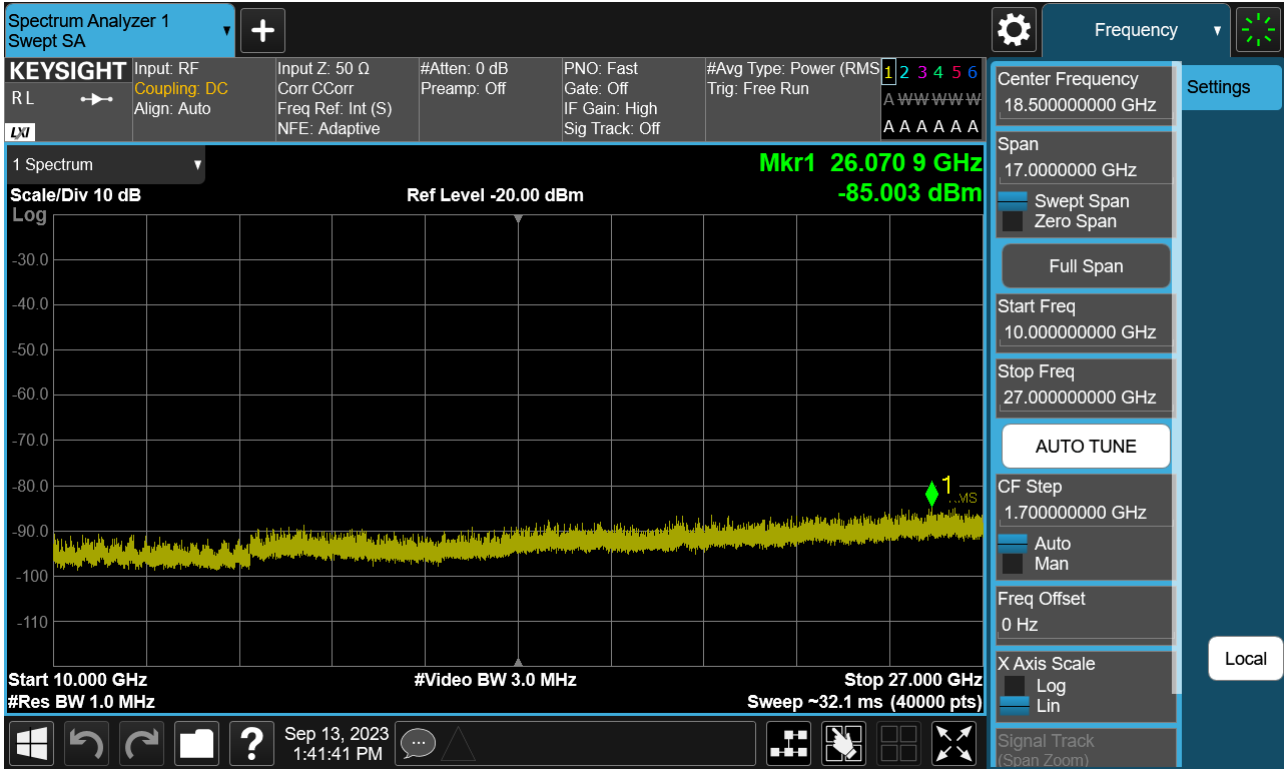 Spectrum Analyzer 1
Swept SA
Frequency
KEYSIGHT
R L
LXI
Input: RF
Coupling: DC
Align: Auto
Input Z: 50 Ω
Corr CCorr
Freq Ref: Int (S)
NFE: Adaptive
#Atten: 0 dB
Preamp: Off
PNO: Fast
Gate: Off
IF Gain: High
Sig Track: Off
#Avg Type: Power (RMS
Trig: Free Run
1 2 3 4 5 6
A W W W W W
A A A A A A
1 Spectrum
Scale/Div 10 dB
Log
Ref Level -20.00 dBm
Mkr1 26.070 9 GHz
-85.003 dBm
-30.0
-40.0
-50.0
-60.0
-70.0
-80.0
-90.0
-100
-110
1
Start 10.000 GHz
#Res BW 1.0 MHz
#Video BW 3.0 MHz
Stop 27.000 GHz
Sweep ~32.1 ms (40000 pts)
Center Frequency
18.500000000 GHz
Span
17.0000000 GHz
Swept Span
Zero Span
Full Span
Start Freq
10.000000000 GHz
Stop Freq
27.000000000 GHz
AUTO TUNE
CF Step
1.700000000 GHz
Auto
Man
Freq Offset
0 Hz
X Axis Scale
Log
Lin
Signal Track
(Span Zoom)
Settings
Local
?
Sep 13, 2023
1:41:41 PM